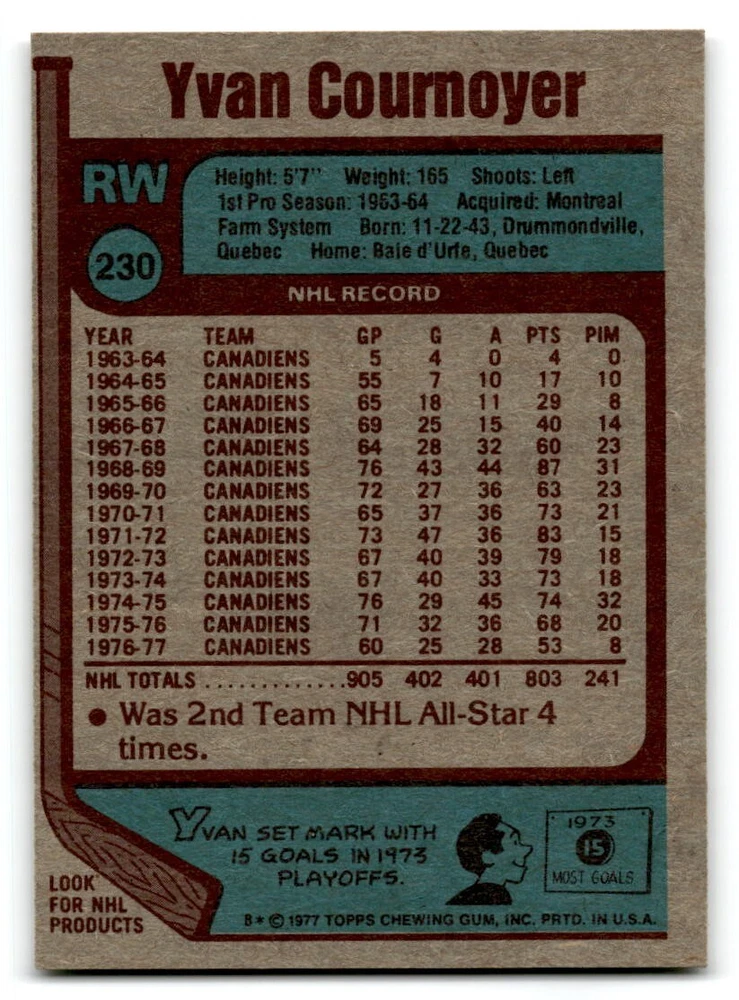 Yvan Cournoyer
RW
230
Height: 5'7" Weight: 165 Shoots: Left
1st Pro Season: 1963-64 Acquired: Montreal
Farm System Born: 11-22-43, Drummondville,
Quebec Home: Baie d'Urfe, Quebec
NHL RECORD
YEAR TEAM GP G A PTS PIM
1963-64 CANADIENS 5 4 0 4 0
1964-65 CANADIENS 55 7 10 17 10
1965-66 CANADIENS 65 18 11 29 8
1966-67 CANADIENS 69 25 15 40 14
1967-68 CANADIENS 64 28 32 60 23
1968-69 CANADIENS 76 43 44 87 31
1969-70 CANADIENS 72 27 36 63 23
1970-71 CANADIENS 65 37 36 73 21
1971-72 CANADIENS 73 47 36 83 15
1972-73 CANADIENS 67 40 39 79 18
1973-74 CANADIENS 67 40 33 73 18
1974-75 CANADIENS 76 29 45 74 32
1975-76 CANADIENS 71 32 36 68 20
1976-77 CANADIENS 60 25 28 53 8
NHL TOTALS .............905 402 401 803 241
• Was 2nd Team NHL All-Star 4
times.
YVAN SET MARK WITH
15 GOALS IN 1973
PLAYOFFS.
1973
15
MOST GOALS
LOOK
FOR NHL
PRODUCTS
B* © 1977 TOPPS CHEWING GUM, INC. PRTD. IN U.S.A.